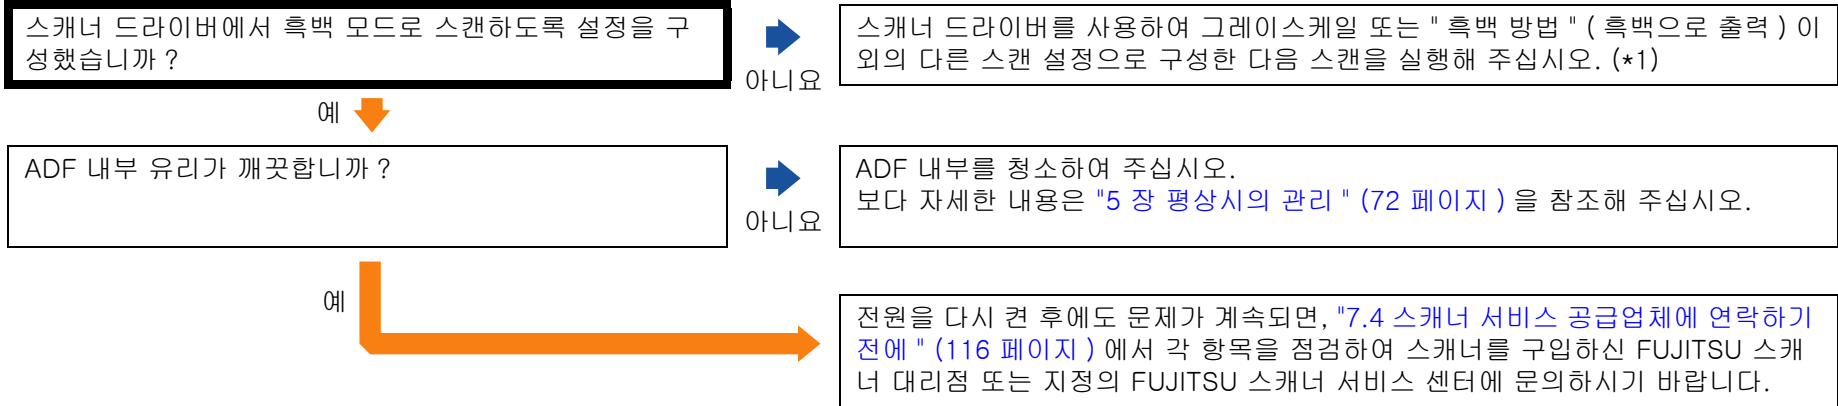 스캐너 드라이버에서 흑백 모드로 스캔하도록 설정을 구
성했습니까 ?
아니요
스캐너 드라이버를 사용하여 그레이스케일 또는 " 흑백 방법 " ( 흑백으로 출력 ) 이
외의 다른 스캔 설정으로 구성한 다음 스캔을 실행해 주십시오. (*1)
예
ADF 내부 유리가 깨끗합니까 ?
아니요
ADF 내부를 청소하여 주십시오.
보다 자세한 내용은 "5 장 평상시의 관리 " (72 페이지 ) 을 참조해 주십시오.
예
전원을 다시 켠 후에도 문제가 계속되면, "7.4 스캐너 서비스 공급업체에 연락하기
전에 " (116 페이지 ) 에서 각 항목을 점검하여 스캐너를 구입하신 FUJITSU 스캐
너 대리점 또는 지정의 FUJITSU 스캐너 서비스 센터에 문의하시기 바랍니다.